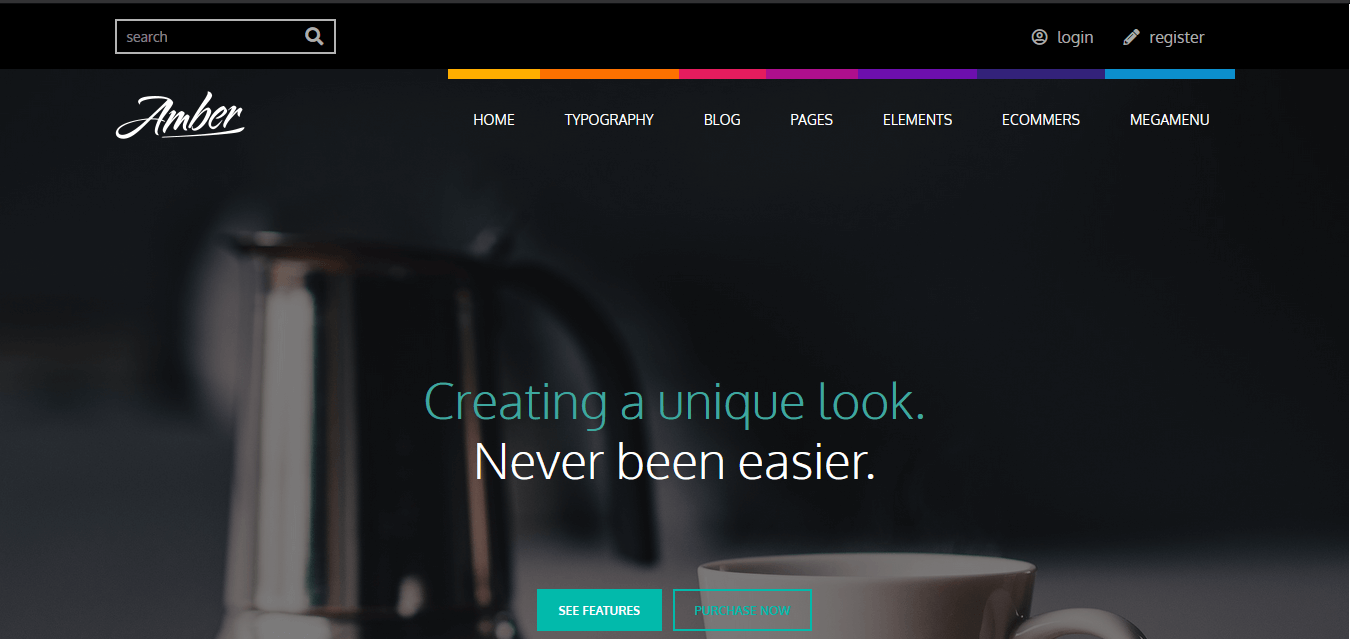 search
login
register
Amber
HOME
TYPOGRAPHY
BLOG
PAGES
ELEMENTS
ECOMMERS
MEGAMENU
Creating a unique look.
Never been easier.
SEE FEATURES
PURCHASE NOW